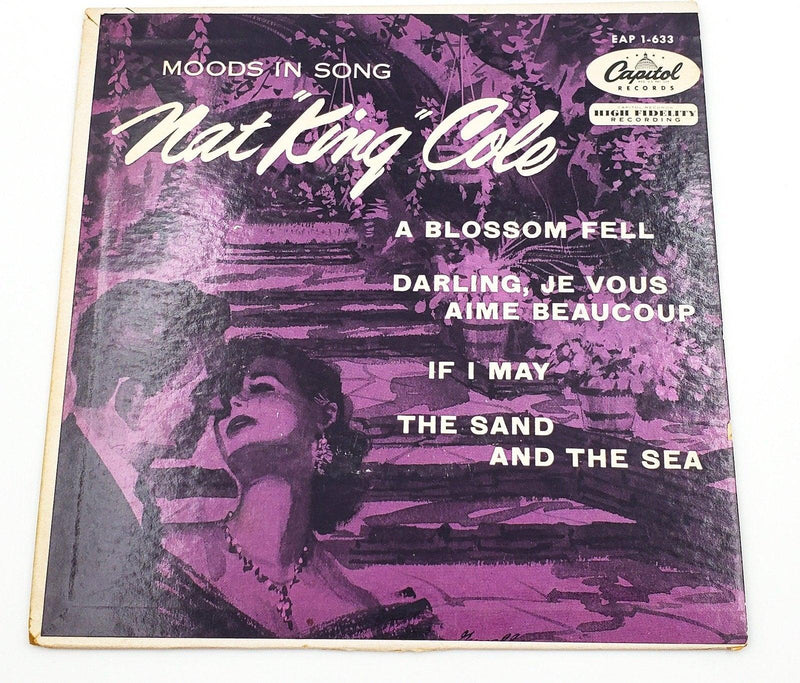 EAP 1-633
MOODS IN SONG
Capitol
RECORDS
HIGH FIDELITY
RECORDING
Nat "King" Cole
A BLOSSOM FELL
DARLING, JE VOUS
AIME BEAUCOUP
IF I MAY
THE SAND
AND THE SEA